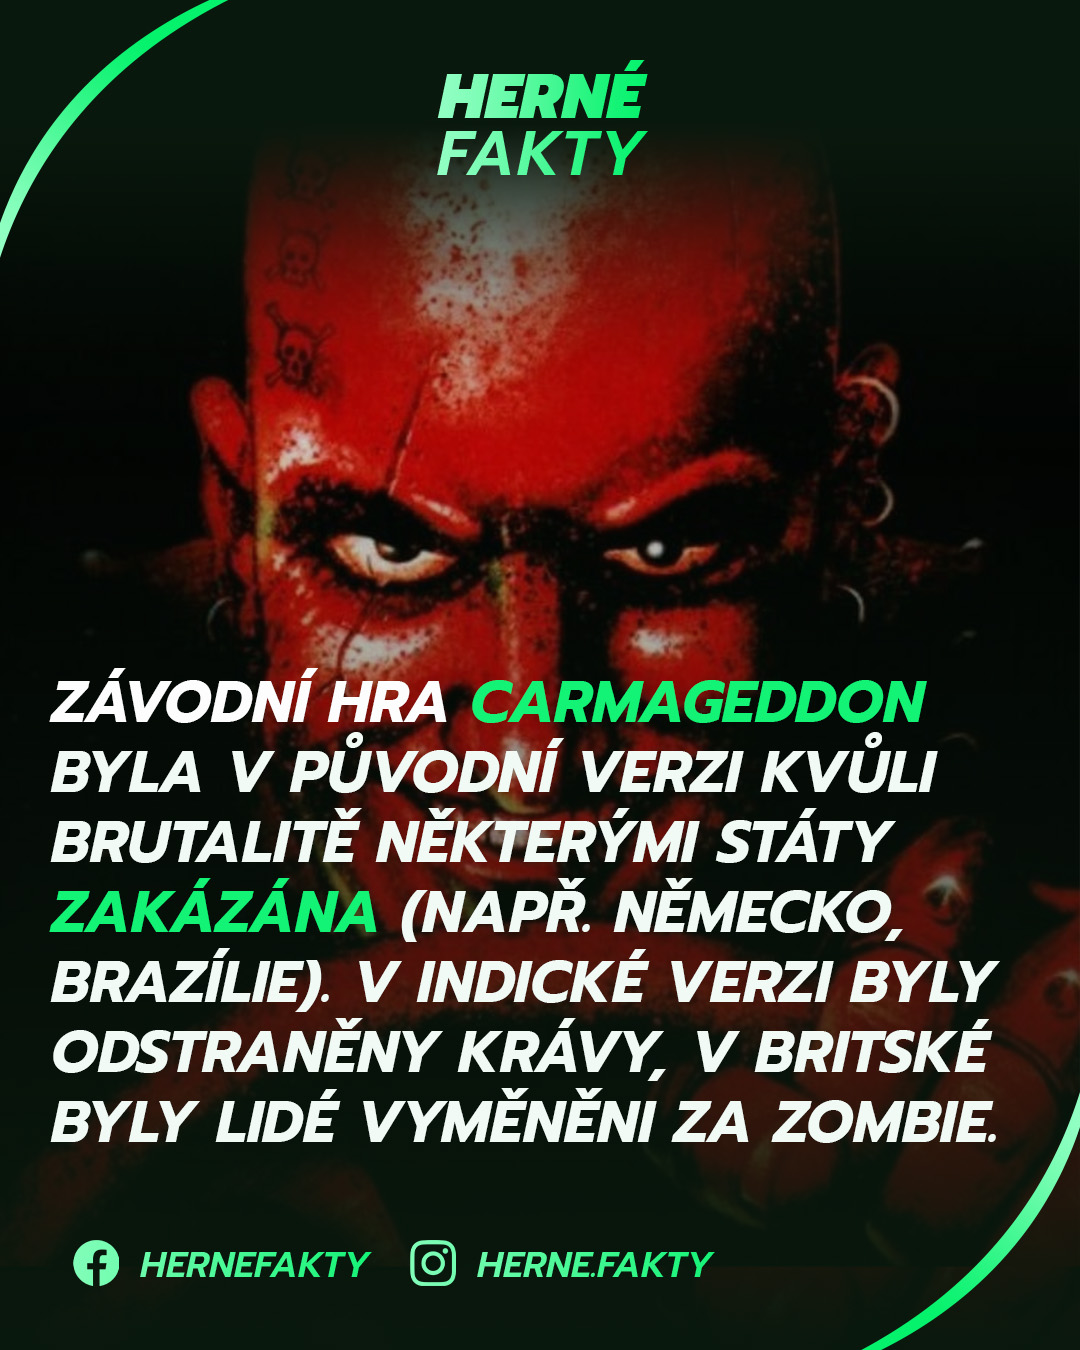 HERNÉ
FAKTY
ZÁVODNÍ HRA CARMAGEDDON
BYLA V PŮVODNÍ VERZI KVŮLI
BRUTALITĚ NĚKTERÝMI STÁTY
ZAKÁZÁNA (NAPŘ. NĚMECKO,
BRAZÍLIE). V INDICKÉ VERZI BYLY
ODSTRANĚNY KRÁVY, V BRITSKÉ
BYLY LIDÉ VYMĚNĚNI ZA ZOMBIE.
HERNEFAKTY HERNE.FAKTY